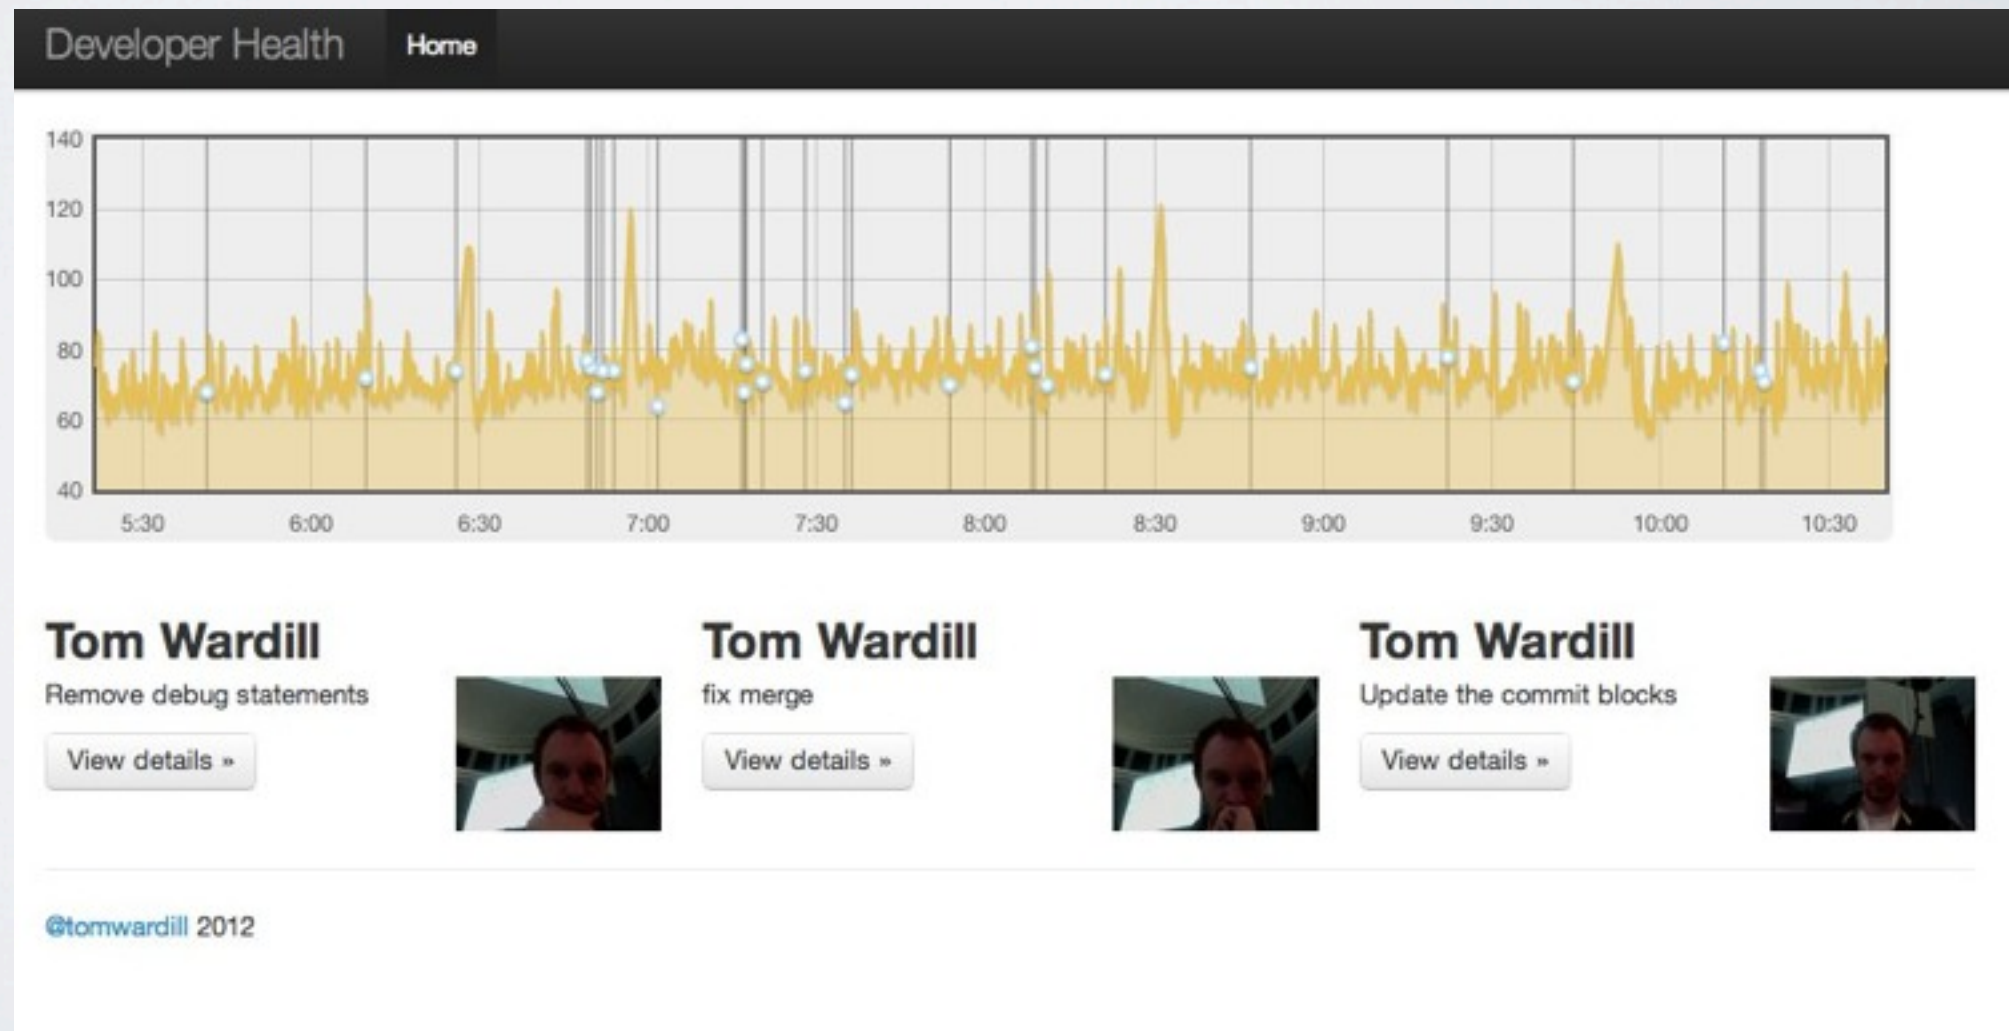 Developer Health Home
140
120
100
80
60
40
5:30 6:00 6:30 7:00 7:30 8:00 8:30 9:00 9:30 10:00 10:30
Tom Wardill Tom Wardill Tom Wardill
Remove debug statements fix merge Update the commit blocks
View details » View details » View details »
@tomwardill 2012